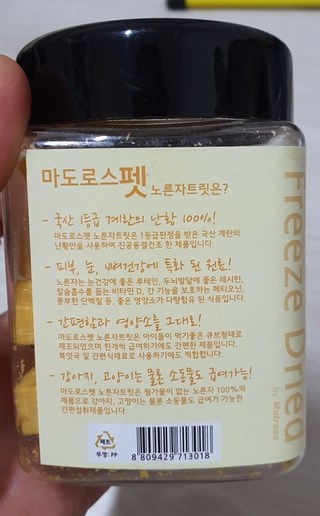 마도로스펫 노른자트릿은?
- 국산 1등급 계란의 난황 100%!
마도로스펫 노른자트릿은 1등급판정을 받은 국산 계란의
난황만을 사용하여 진공동결건조 한 제품입니다.
- 피부, 눈, 뼈건강에 특화 된 원료!
노른자는 눈건강에 좋은 루테인, 두뇌발달에 좋은 레시틴,
칼슘흡수를 돕는 비타민 D, 간 기능을 보호하는 메티오닌,
풍부한 단백질 등, 좋은 영양소가 다량함유 된 식품입니다.
- 간편함과 영양소를 그대로!
마도로스펫 노른자트릿은 아이들이 먹기좋은 큐브형태로
제조되었으며 한개씩 급여하기에도 간편한 제품입니다.
북엇국 및 간편식재료로 사용하기에도 적합합니다.
- 강아지, 고양이는 물론 소동물도 급여가능!
마도로스펫 노른자트릿은 첨가물이 없는 노른자 100%의
제품으로 강아지, 고양이는 물론 소동물도 급여가 가능한
간편섭취제품입니다.
페트
뚜껑: PP
8 809429 713018
Freeze Dried
by Matroos